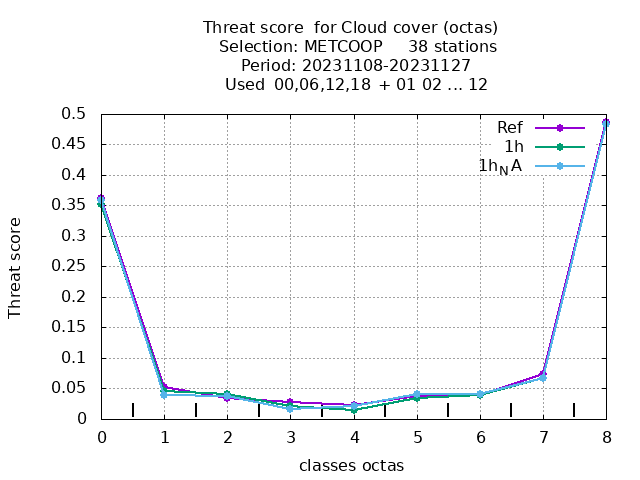 Threat score  for Cloud cover (octas)
Selection: METCOOP     38 stations
Period: 20231108-20231127
Used  00,06,12,18 + 01 02 ... 12
Ref
1h
1hNA
0.5
0.45
0.4
0.35
0.3
0.25
0.2
0.15
0.1
0.05
0
Threat score
0 1 2 3 4 5 6 7 8
classes octas